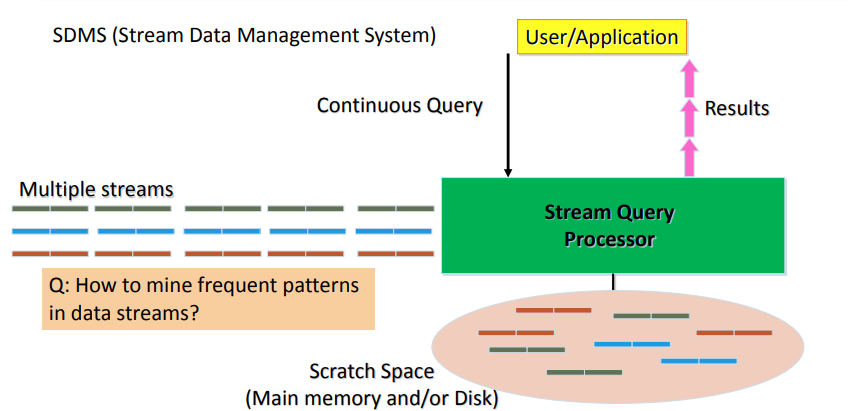 SDMS (Stream Data Management System)
User/Application
Continuous Query
Results
Multiple streams
Stream Query
Processor
Q: How to mine frequent patterns
in data streams?
Scratch Space
(Main memory and/or Disk)